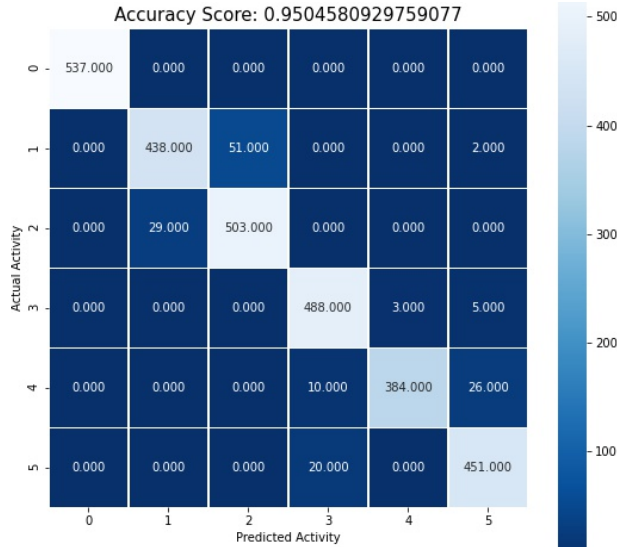 Accuracy Score: 0.9504580929759077
0 537.000 0.000 0.000 0.000 0.000 0.000
1 0.000 438.000 51.000 0.000 0.000 2.000
2 0.000 29.000 503.000 0.000 0.000 0.000
3 0.000 0.000 0.000 488.000 3.000 5.000
4 0.000 0.000 0.000 10.000 384.000 26.000
5 0.000 0.000 0.000 20.000 0.000 451.000
0 1 2 3 4 5
Actual Activity
Predicted Activity
500
400
300
200
100